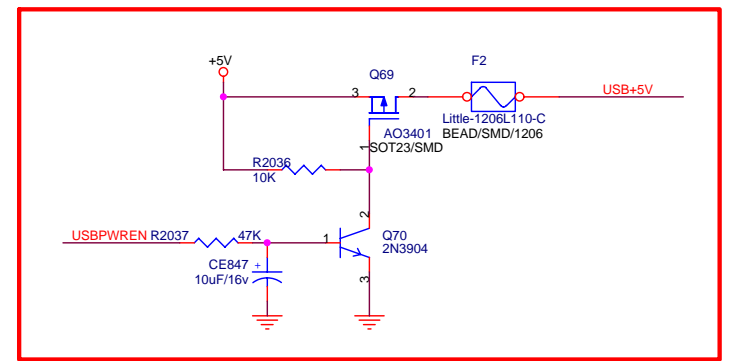 +5V
Q69
F2
3
2
USB+5V
AO3401
Little-1206L110-C
1
SOT23/SMD
BEAD/SMD/1206
R2036
10K
2
USBPWREN
R2037
47K
1
Q70
2N3904
CE847
+
10uF/16v
3